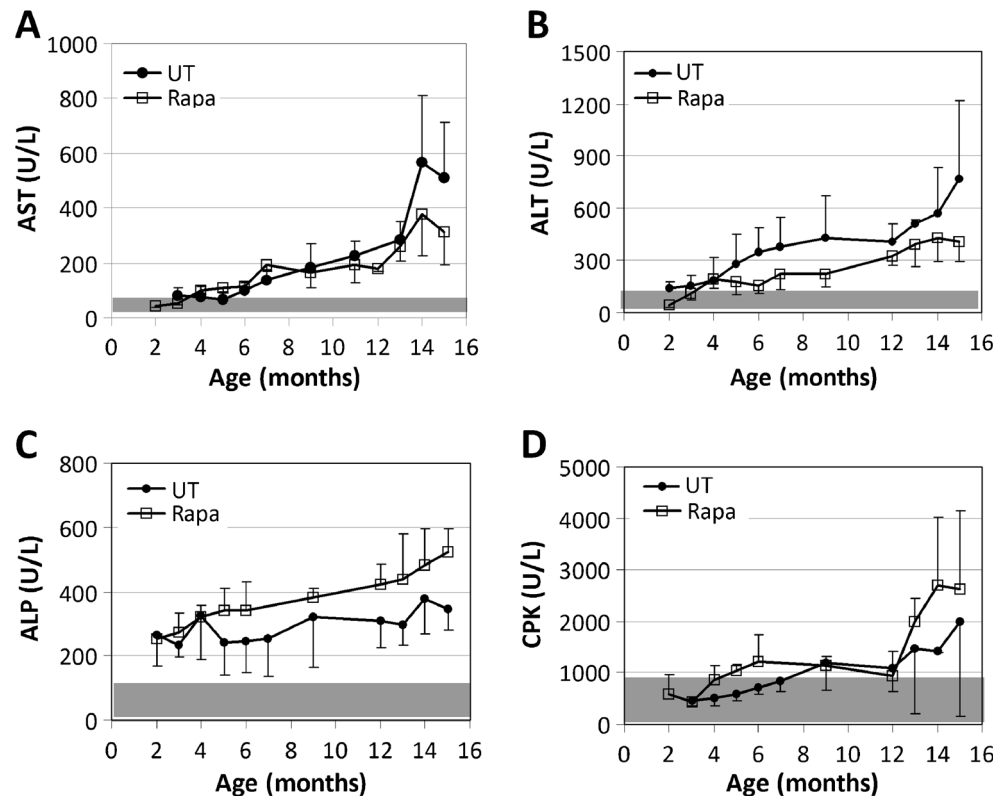 A
AST (U/L)
1000
800
600
400
200
0
UT
Rapa
0 2 4 6 8 10 12 14 16
Age (months)
B
ALT (U/L)
1500
1200
900
600
300
0
UT
Rapa
0 2 4 6 8 10 12 14 16
Age (months)
C
ALP (U/L)
800
600
400
200
0
UT
Rapa
0 2 4 6 8 10 12 14 16
Age (months)
D
CPK (U/L)
5000
4000
3000
2000
1000
0
UT
Rapa
0 2 4 6 8 10 12 14 16
Age (months)